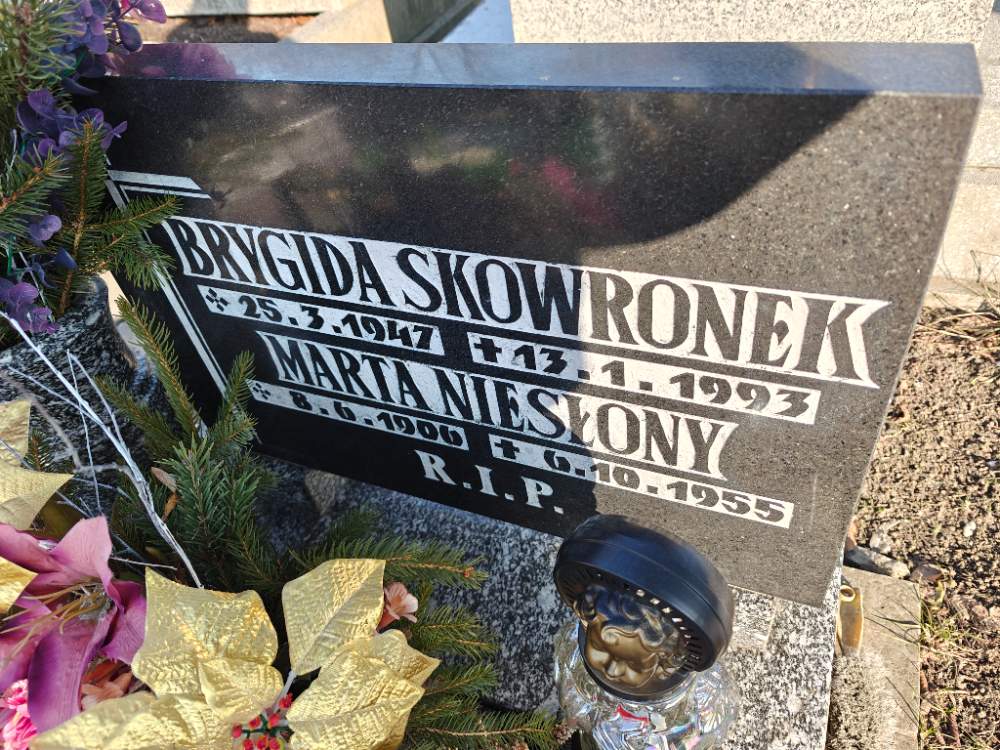 BRYGIDA SKOWRONEK
25.3.1947 ✝13.1.1993
MARTA NIESŁONY
8.6.1900 ✝6.10.1955
R.I.P.